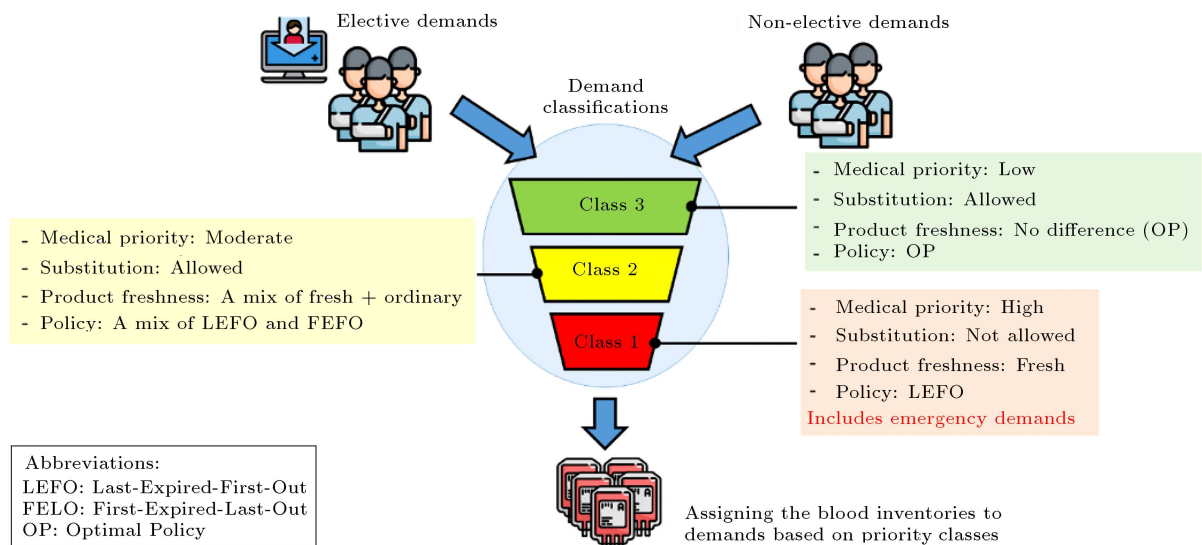 Elective demands
Non-elective demands
Demand
classifications
Class 3
- Medical priority: Low
- Substitution: Allowed
- Product freshness: No difference (OP)
- Policy: OP
Class 2
- Medical priority: Moderate
- Substitution: Allowed
- Product freshness: A mix of fresh + ordinary
- Policy: A mix of LEFO and FEFO
Class 1
- Medical priority: High
- Substitution: Not allowed
- Product freshness: Fresh
- Policy: LEFO
Includes emergency demands
Abbreviations:
LEFO: Last-Expired-First-Out
FELO: First-Expired-Last-Out
OP: Optimal Policy
A
A
Assigning the blood inventories to
demands based on priority classes